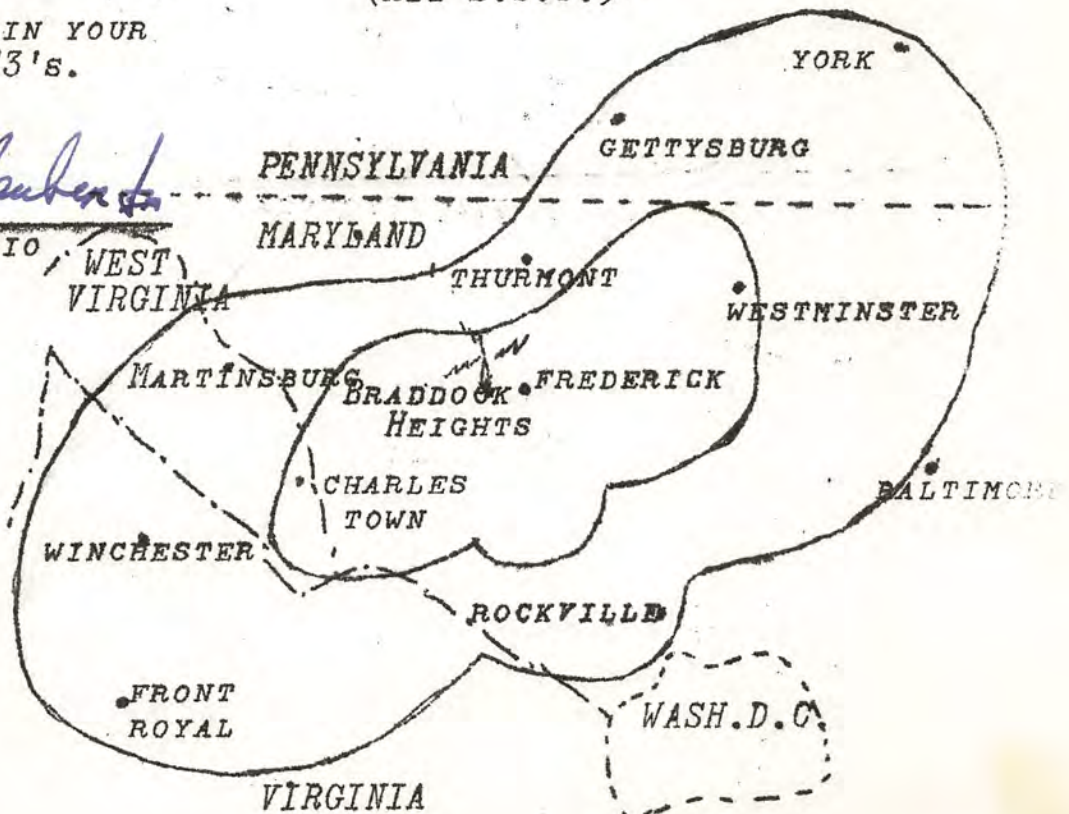 IN YOUR
3's.
YORK
GETTYSBURG
PENNSYLVANIA
MARYLAND
IO
WEST
VIRGINIA
THURMONT
WESTMINSTER
MARTINSBURG
BRADDOCK
HEIGHTS
FREDERICK
CHARLES
TOWN
BALTIMORE
WINCHESTER
ROCKVILLE
FRONT
ROYAL
WASH.D.C.
VIRGINIA